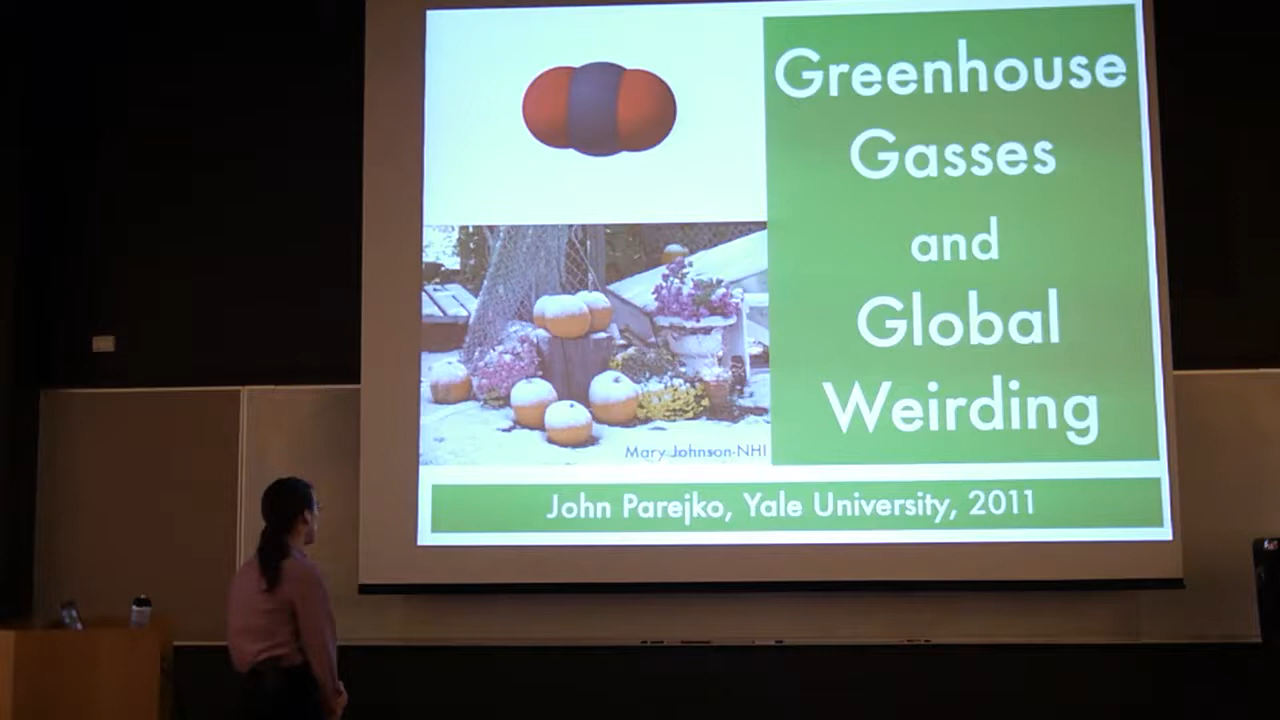 Greenhouse
Gasses
and
Global
Weirding
Mary Johnson-NHI
John Parejko, Yale University, 2011